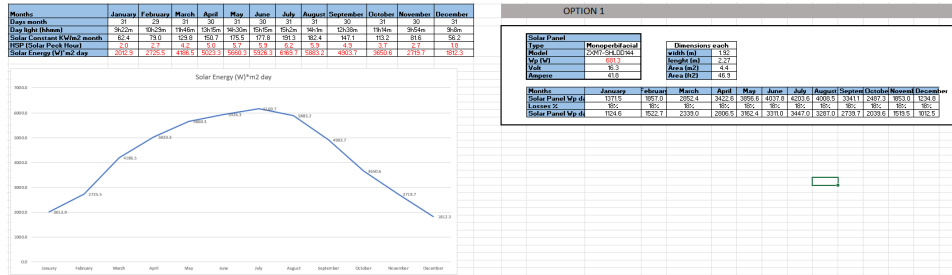 OPTION 1
Months January February March April May June July August September October November December
Days month 31 29 31 30 31 30 31 31 30 31 30 31
Day light (hhmm) 9h22m 10h29m 11h46m 13h15m 14h30m 15h15m 15h2m 14h1m 12h38m 11h14m 9h54m 9h8m
Solar Constant KW/m2 month 62.4 79.0 129.8 150.7 175.5 177.8 191.3 182.4 147.1 113.2 81.6 56.2
HSP (Solar Peek Hour) 2.0 2.7 4.2 5.0 5.7 5.9 6.2 5.9 4.9 3.7 2.7 1.8
Solar Energy (W)*m2 day 2012.9 2725.5 4186.5 5023.3 5660.3 5926.3 6169.7 5883.2 4903.7 3650.6 2719.7 1812.3
Solar Panel
Type Monoperbifacial
Model ZXM7-SHLDD144
Wp (W) 681.3
Volt 16.3
Ampere 41.8
Dimensions each
width (m) 1.92
lenght (m) 2.27
Area (m2) 4.4
Area (ft2) 46.9
Months January Februar March April May June July August Septem Octobe Novemb December
Solar Panel Wp da 1371.5 1857.0 2852.4 3422.6 3856.6 4037.8 4203.6 4008.5 3341.1 2487.3 1853.0 1234.8
Losses % 18% 18% 18% 18% 18% 18% 18% 18% 18% 18% 18% 18%
Solar Panel Wp da 1124.6 1522.7 2339.0 2806.5 3162.4 3311.0 3447.0 3287.0 2739.7 2039.6 1519.5 1012.5
Solar Energy (W)*m2 day
7000.0
6000.0
5000.0
4000.0
3000.0
2000.0
1000.0
0.0
2012.9
2725.5
4186.5
5023.3
5660.3
5926.3
6169.7
5883.2
4903.7
3650.6
2719.7
1812.3
January February March April May June July August September October November December